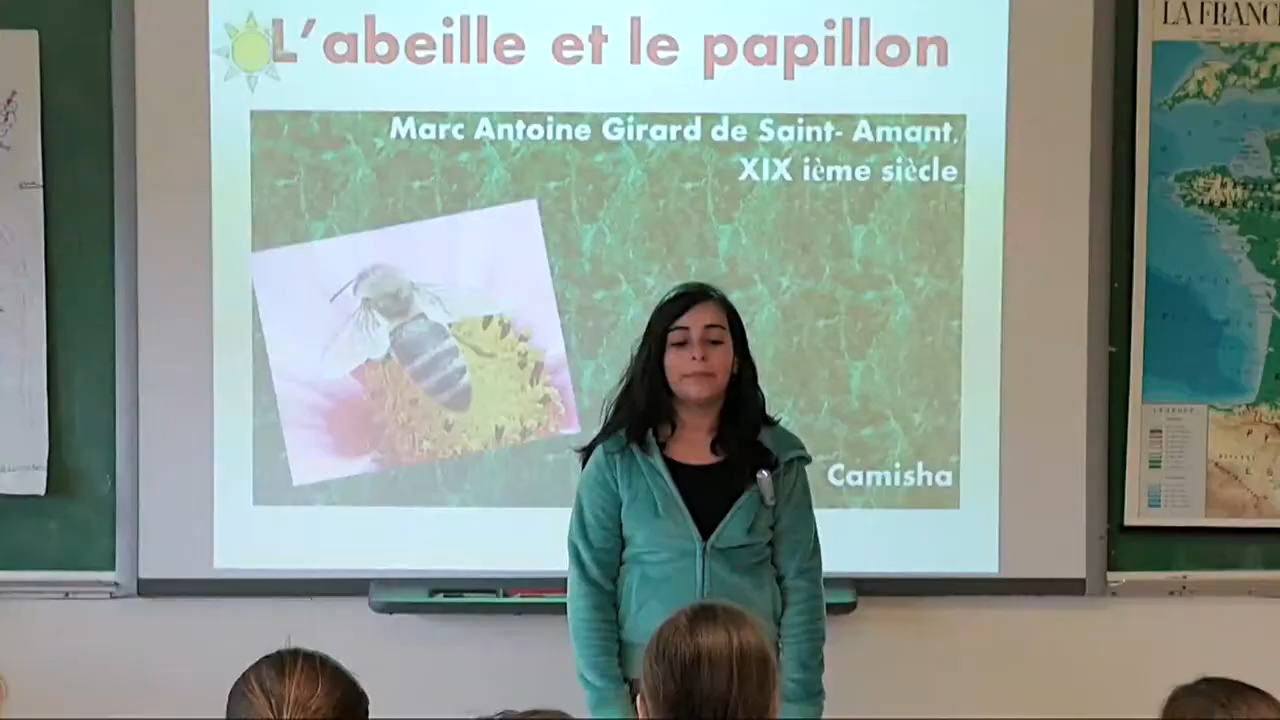 L'abeille et le papillon
Marc Antoine Girard de Saint- Amant,
XIX ième siècle
Camisha
LA FRANC